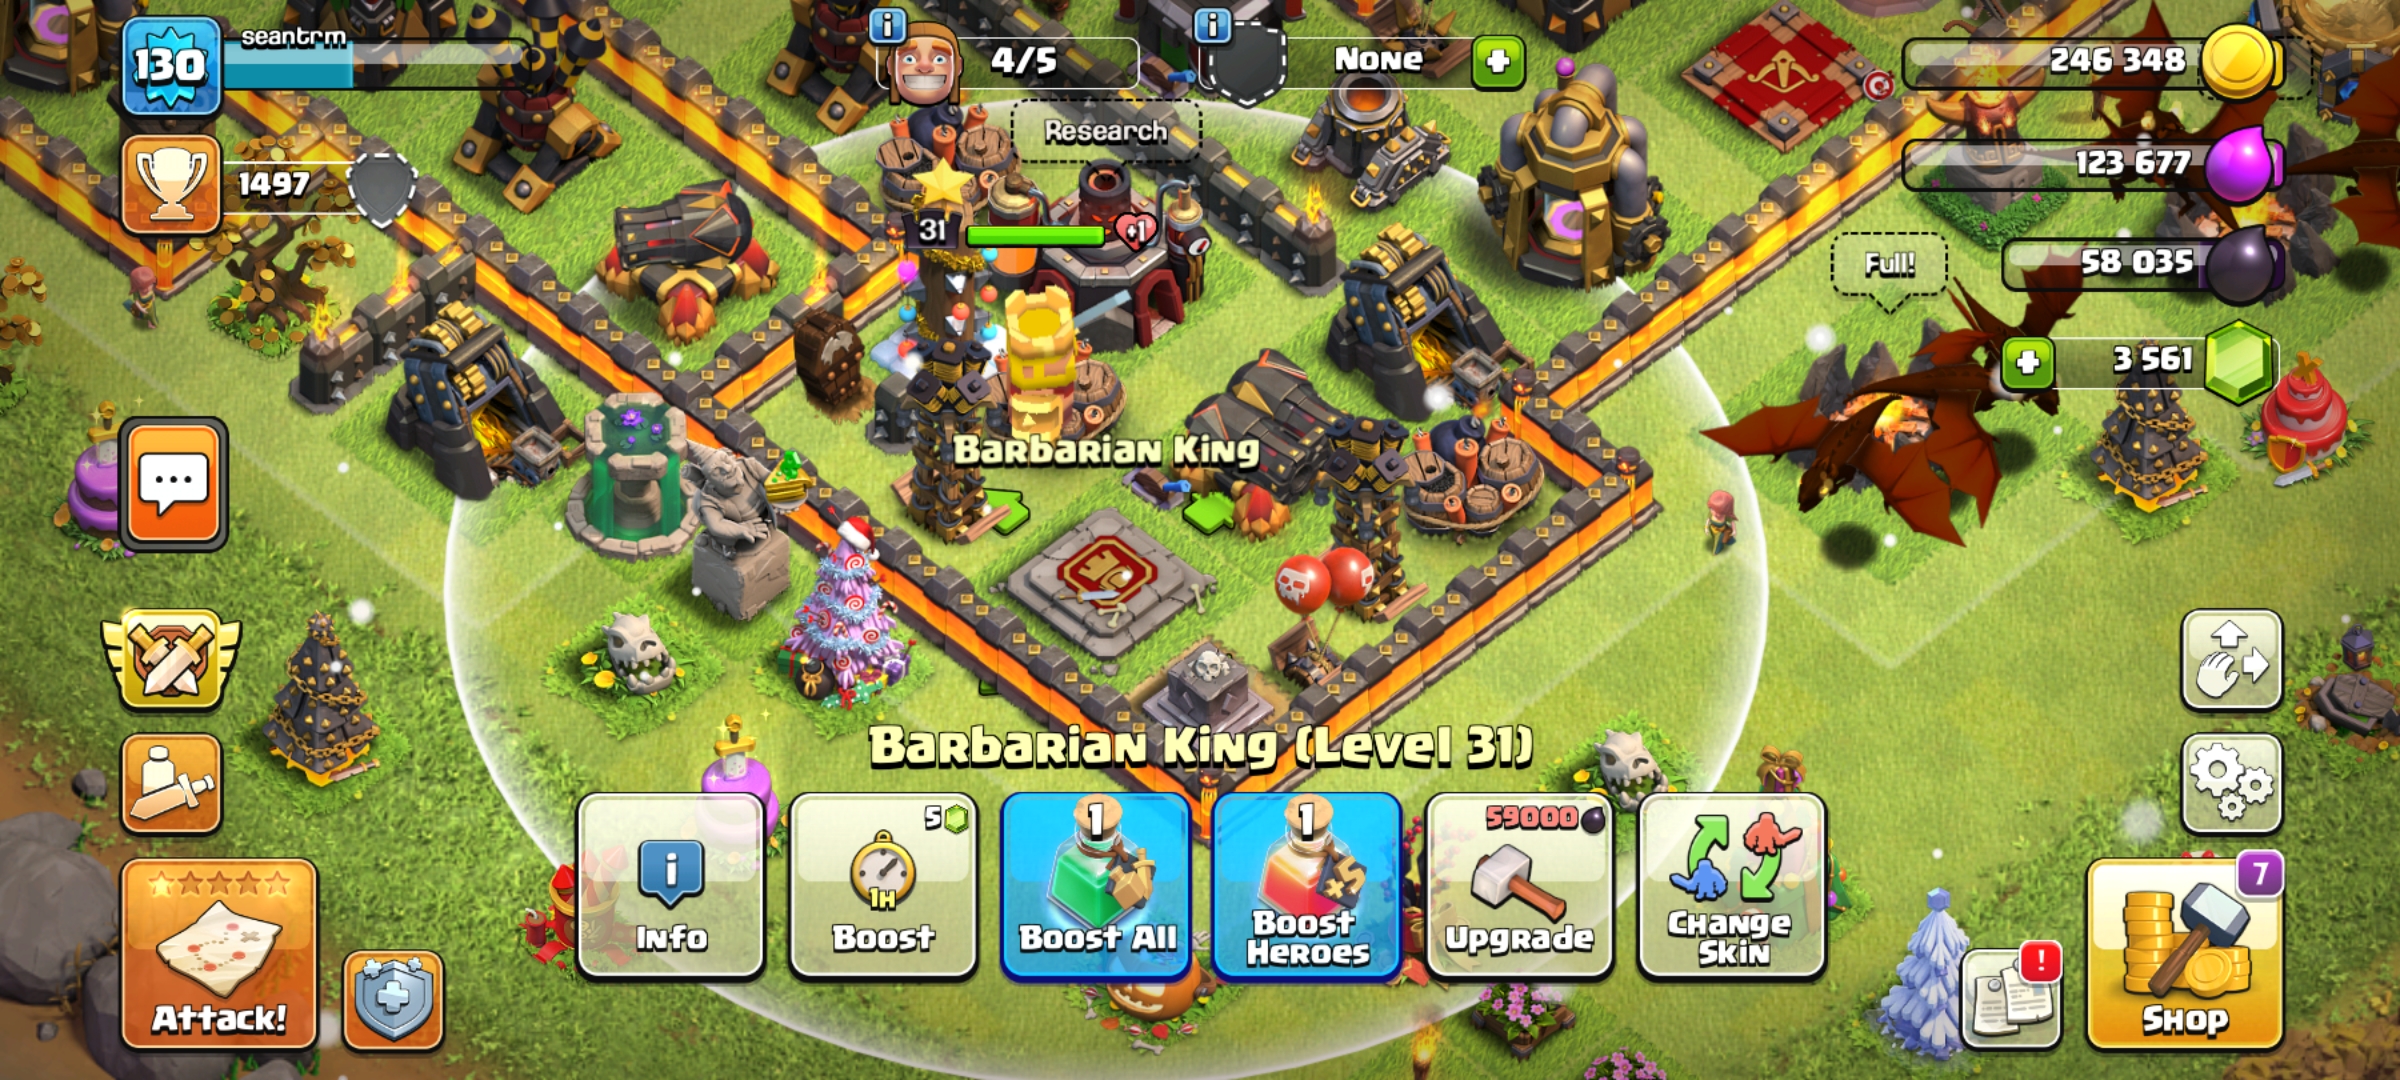 130
seantrm
4/5
None
246 348
Research
1497
123 677
31
+1
58 035
Full!
3 561
Barbarian King
Barbarian King (Level 31)
Info
5
1H
Boost
1
Boost All
1
+5
Boost
Heroes
59000
Upgrade
Change
Skin
Attack!
7
!
Shop